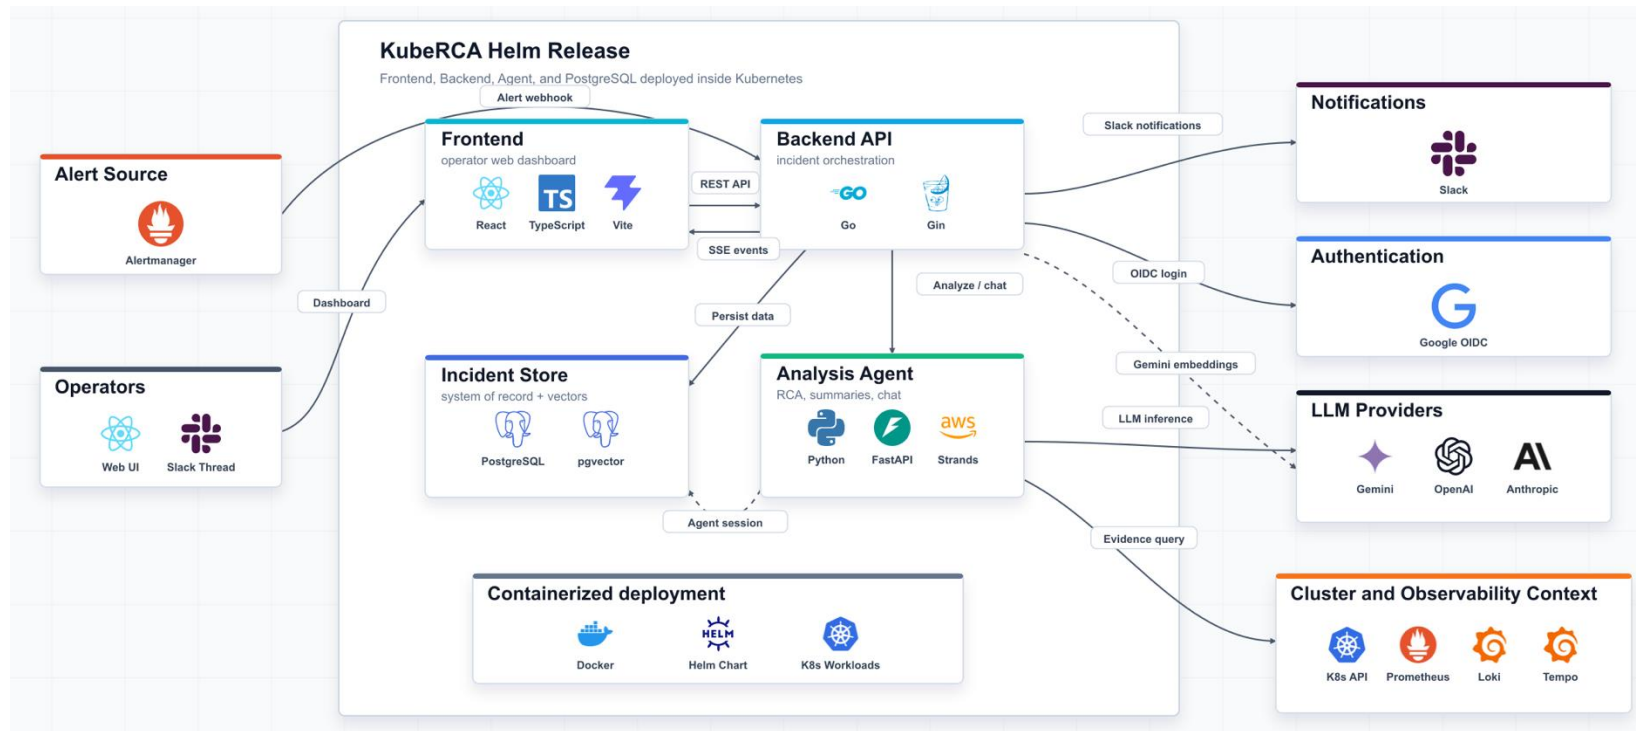 KubeRCA Helm Release
Frontend, Backend, Agent, and PostgreSQL deployed inside Kubernetes
Alert webhook
Alert Source
Alertmanager
Operators
Web UI
Slack Thread
Dashboard
Frontend
operator web dashboard
React
TS
TypeScript
Vite
REST API
SSE events
Backend API
incident orchestration
GO
Go
Gin
Persist data
Analyze / chat
Incident Store
system of record + vectors
PostgreSQL
pgvector
Analysis Agent
RCA, summaries, chat
Python
FastAPI
aws
Strands
Agent session
Containerized deployment
Docker
HELM
Helm Chart
K8s Workloads
Slack notifications
OIDC login
Gemini embeddings
LLM inference
Evidence query
Notifications
Slack
Authentication
Google OIDC
LLM Providers
Gemini
OpenAI
Anthropic
Cluster and Observability Context
K8s API
Prometheus
Loki
Tempo